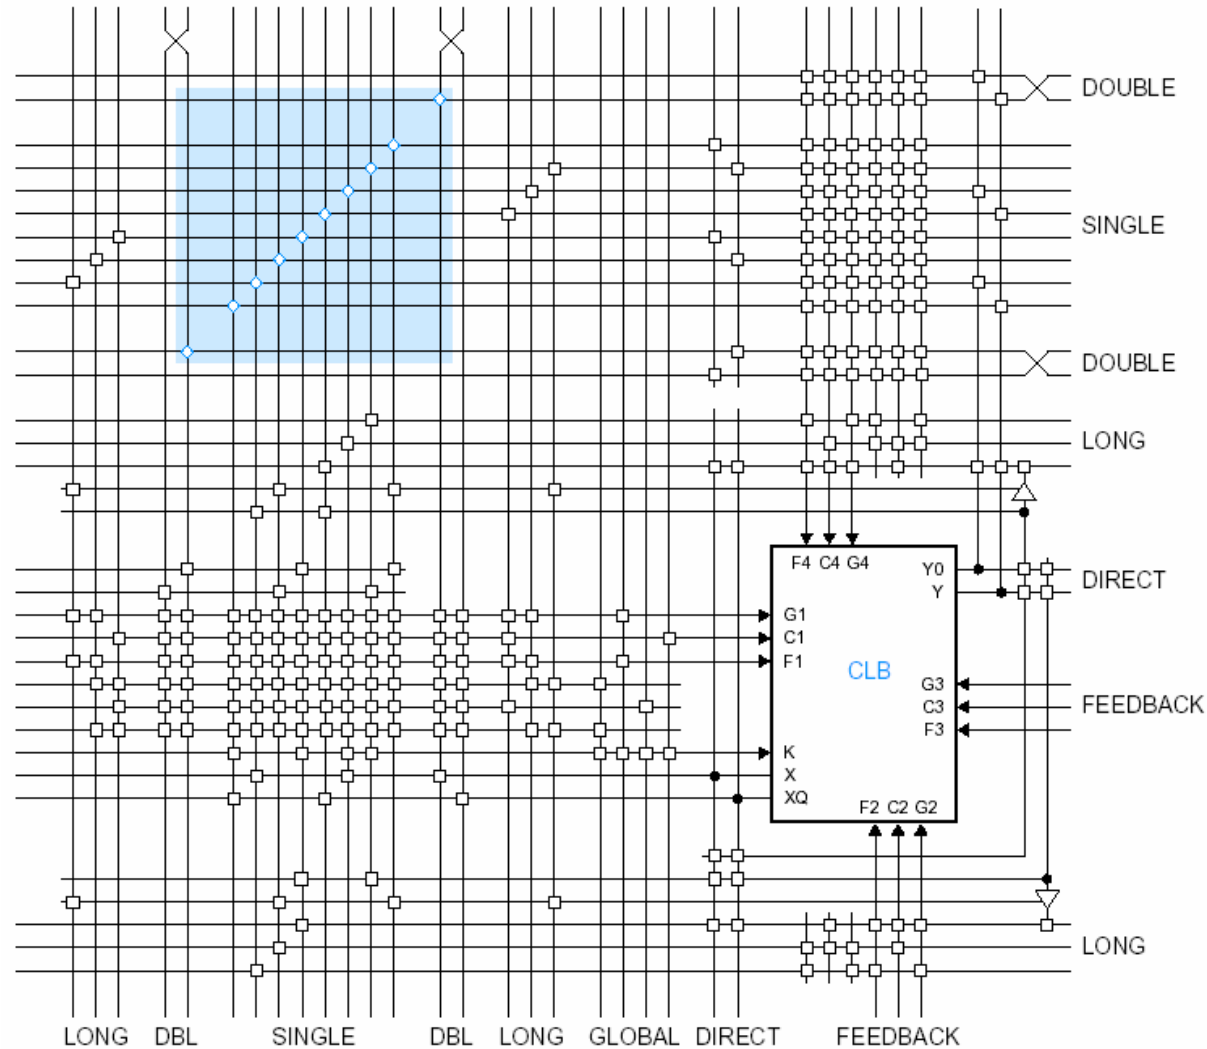 DOUBLE
SINGLE
DOUBLE
LONG
F4 C4 G4
Y0
DIRECT
Y
G1
C1
F1
CLB
G3
C3
FEEDBACK
F3
K
X
XQ
F2 C2 G2
LONG
LONG DBL SINGLE DBL LONG GLOBAL DIRECT FEEDBACK